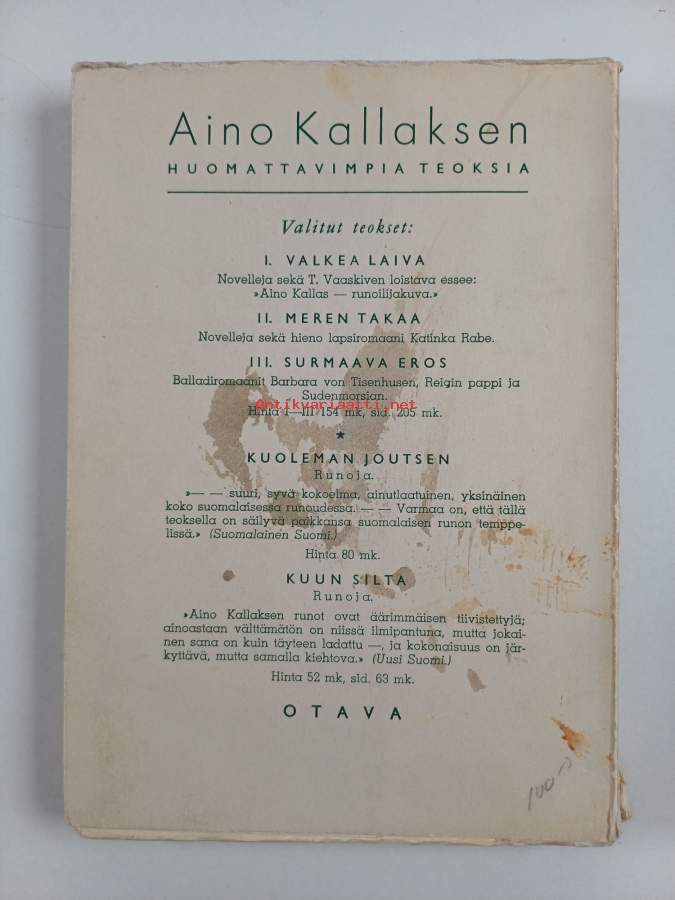 Aino Kallaksen
HUOMATTAVIMPIA TEOKSIA
Valitut teokset:
I. VALKEA LAIVA
Novelleja sekä T. Vaaskiven loistava essee:
»Aino Kallas — runoilijakuva.»
II. MEREN TAKAA
Novelleja sekä hieno lapsiromaani Katinka Rabe.
III. SURMAAVA EROS
Balladiromaanit Barbara von Tisenhusen, Reigin pappi ja
Sudenmorsian.
antikvariaatti.net
Hinta I—III 154 mk, sid. 205 mk.
★
KUOLEMAN JOUTSEN
Runoja.
»— — suuri, syvä kokoelma, ainutlaatuinen, yksinäinen
koko suomalaisessa runoudessa. — — Varmaa on, että tällä
teoksella on säilyvä paikkansa suomalaisen runon temppe-
lissä.» (Suomalainen Suomi.)
Hinta 80 mk.
KUUN SILTA
Runoja.
»Aino Kallaksen runot ovat äärimmäisen tiivistettyjä;
ainoastaan välttämätön on niissä ilmipantuna, mutta jokai-
nen sana on kuin täyteen ladattu —, ja kokonaisuus on jär-
kyttävä, mutta samalla kiehtova.» (Uusi Suomi.)
Hinta 52 mk, sid. 63 mk.
OTAVA
100-